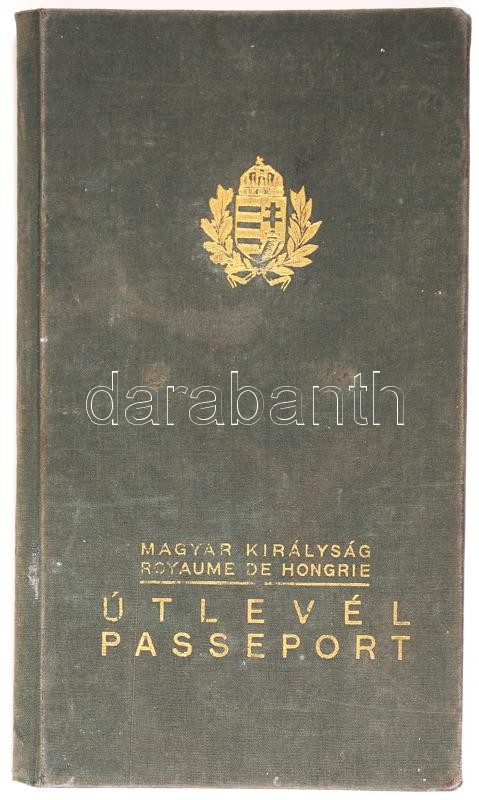 darabanth
MAGYAR KIRÁLYSÁG
ROYAUME DE HONGRIE
ÚTLEVÉL
PASSEPORT